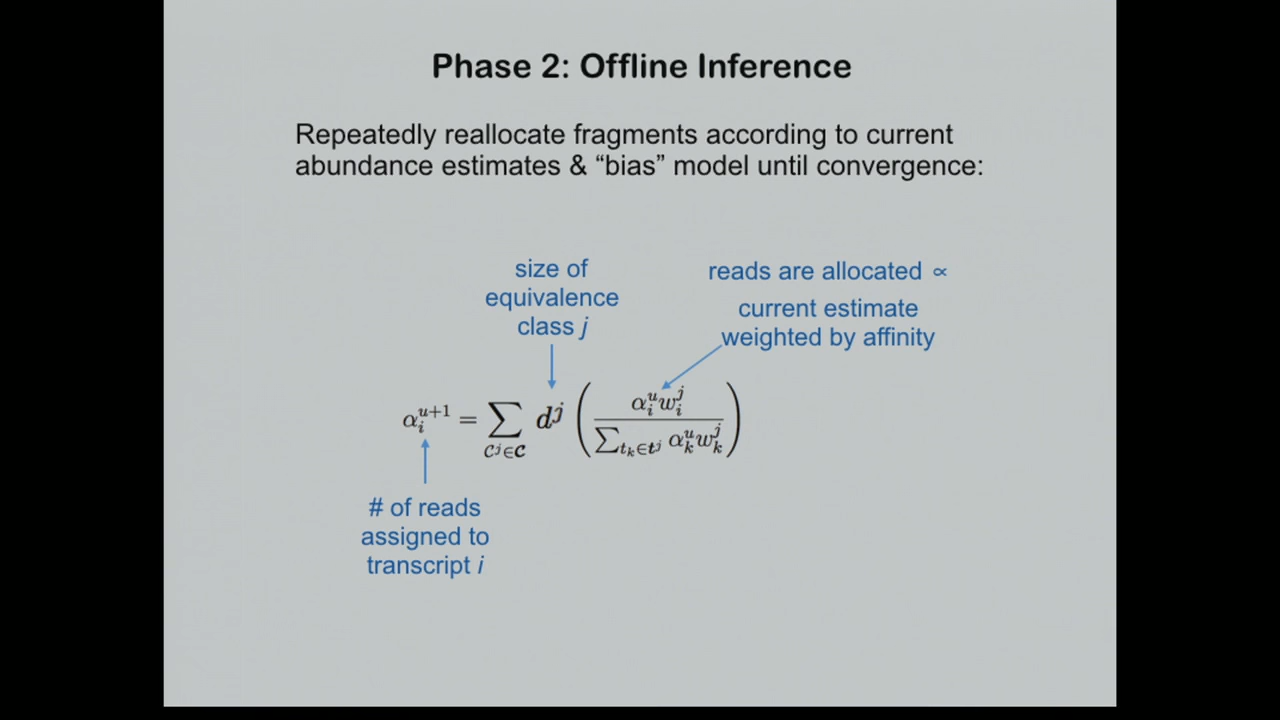 Phase 2: Offline Inference
Repeatedly reallocate fragments according to current
abundance estimates & “bias” model until convergence:
size of
equivalence
class j
reads are allocated ∝
current estimate
weighted by affinity
α_i^{u+1} = ∑_{C^j∈C} d^j ( α_i^u w_i^j / ∑_{t_k∈t^j} α_k^u w_k^j )
# of reads
assigned to
transcript i